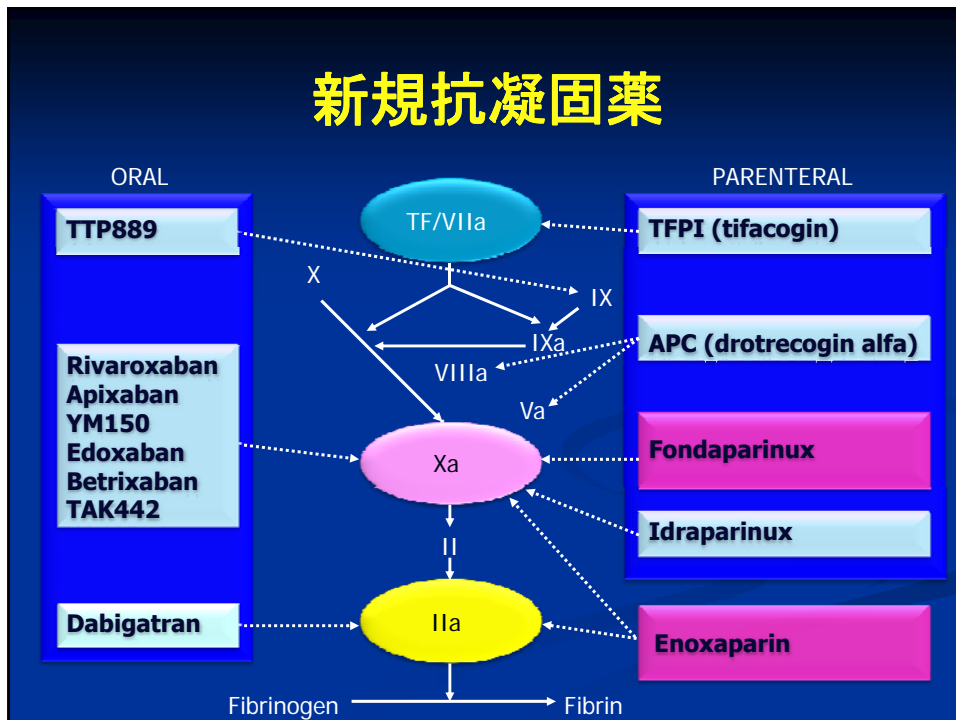 新規抗凝固薬
ORAL
PARENTERAL
TTP889
TF/VIIa
TFPI (tifacogin)
X
IX
IXa
APC (drotrecogin alfa)
VIIIa
Va
Rivaroxaban
Apixaban
YM150
Edoxaban
Betrixaban
TAK442
Xa
Fondaparinux
Idraparinux
II
Dabigatran
IIa
Enoxaparin
Fibrinogen
Fibrin